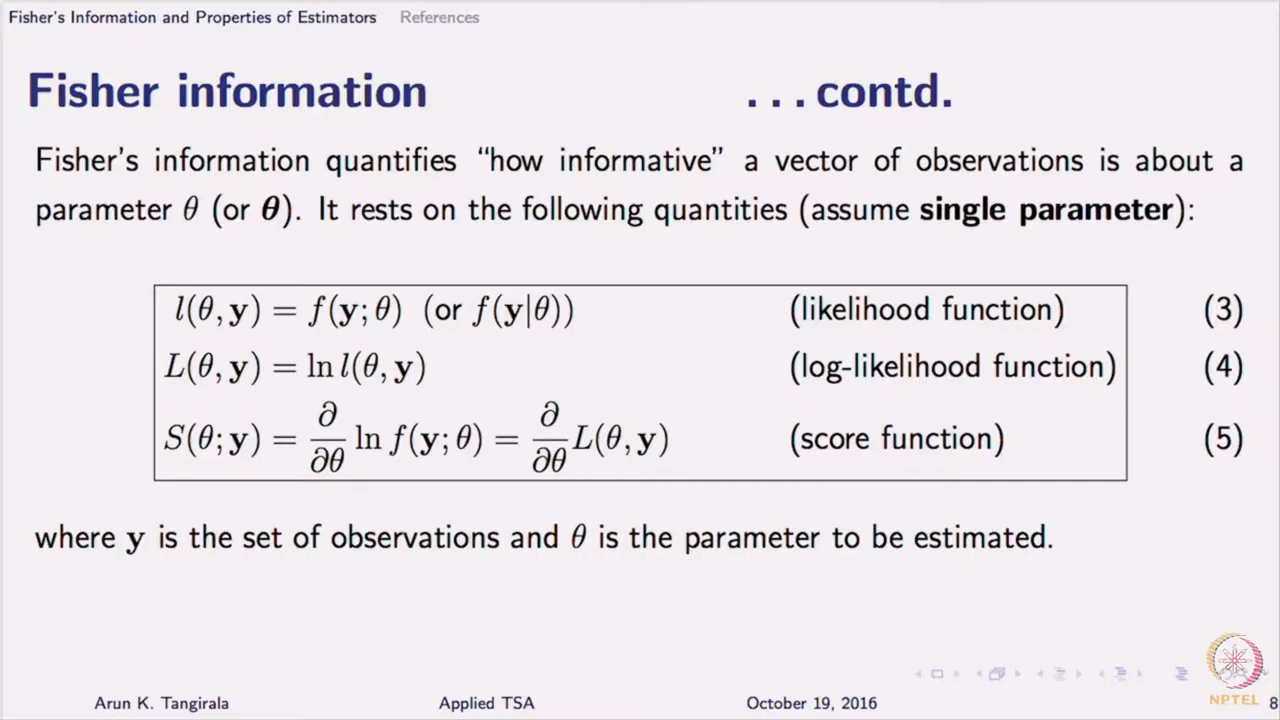 Fisher's Information and Properties of Estimators References
Fisher information ...contd.
Fisher's information quantifies “how informative” a vector of observations is about a
parameter θ (or 𝜽). It rests on the following quantities (assume single parameter):
l(θ, y) = f(y; θ) (or f(y|θ)) (likelihood function) (3)
L(θ, y) = ln l(θ, y) (log-likelihood function) (4)
S(θ; y) = ∂/∂θ ln f(y; θ) = ∂/∂θ L(θ, y) (score function) (5)
where y is the set of observations and θ is the parameter to be estimated.
NPTEL
Arun K. Tangirala Applied TSA October 19, 2016 8